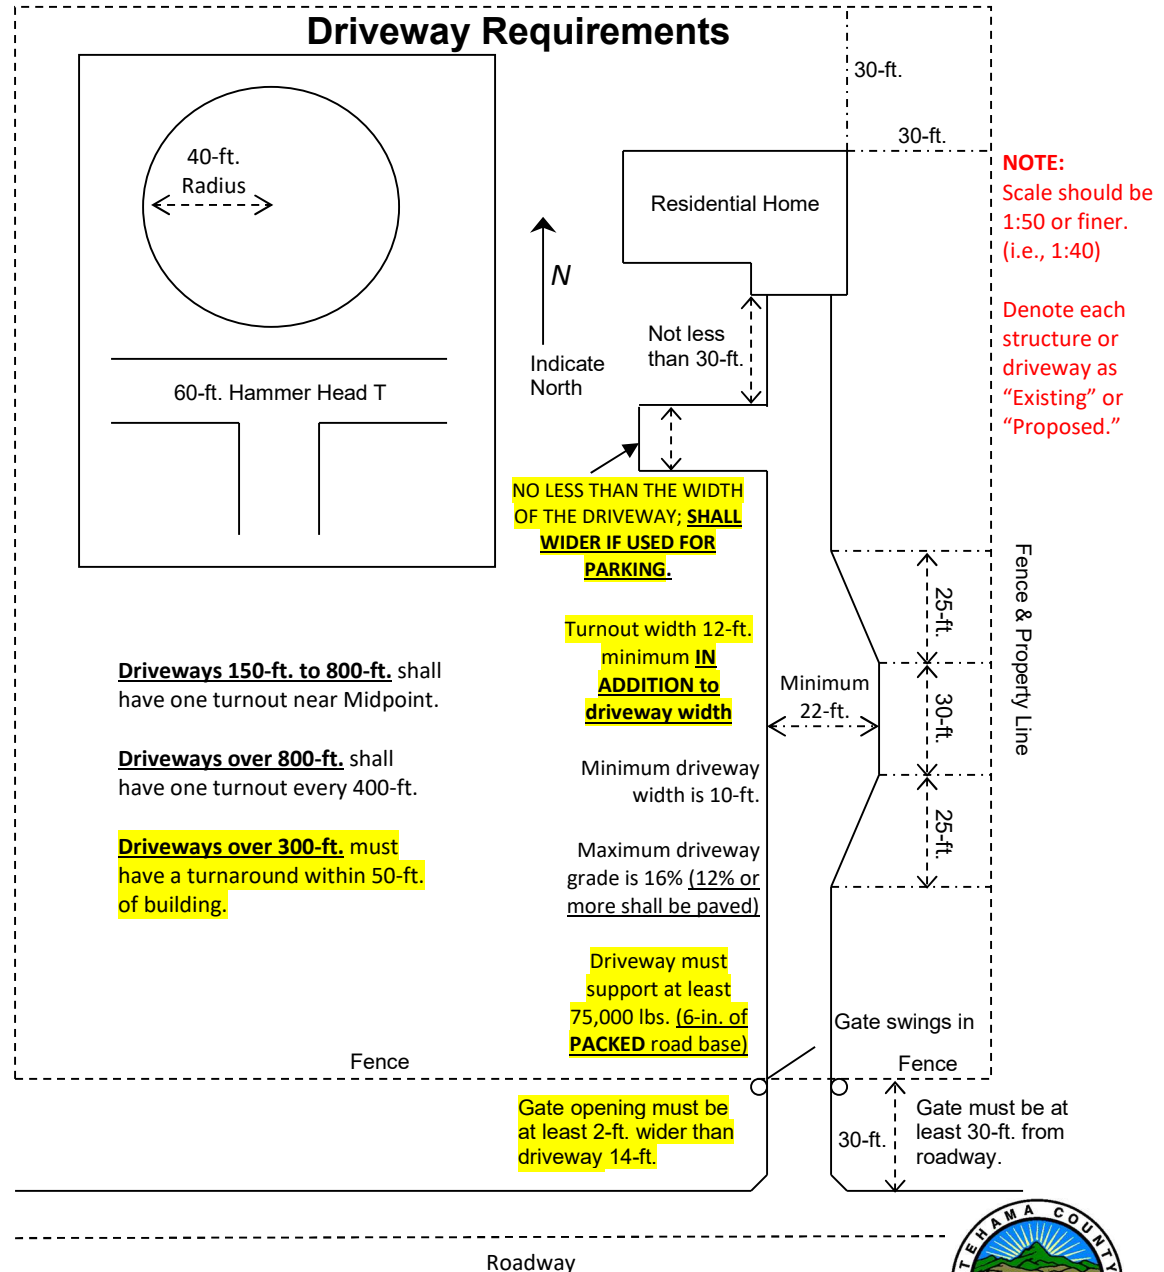 Driveway Requirements
30-ft.
30-ft.
40-ft.
Radius
Residential Home
NOTE:
Scale should be
1:50 or finer.
(i.e., 1:40)
Denote each
structure or
driveway as
“Existing” or
“Proposed.”
N
Indicate
North
Not less
than 30-ft.
60-ft. Hammer Head T
NO LESS THAN THE WIDTH
OF THE DRIVEWAY; SHALL
WIDER IF USED FOR
PARKING.
Fence & Property Line
25-ft.
30-ft.
25-ft.
Turnout width 12-ft.
minimum IN
ADDITION to
driveway width
Minimum
22-ft.
Driveways 150-ft. to 800-ft. shall
have one turnout near Midpoint.
Driveways over 800-ft. shall
have one turnout every 400-ft.
Driveways over 300-ft. must
have a turnaround within 50-ft.
of building.
Minimum driveway
width is 10-ft.
Maximum driveway
grade is 16% (12% or
more shall be paved)
Driveway must
support at least
75,000 lbs. (6-in. of
PACKED road base)
Gate swings in
Fence
Fence
Gate opening must be
at least 2-ft. wider than
driveway 14-ft.
30-ft.
Gate must be at
least 30-ft. from
roadway.
Roadway
TEHAMA COUNTY